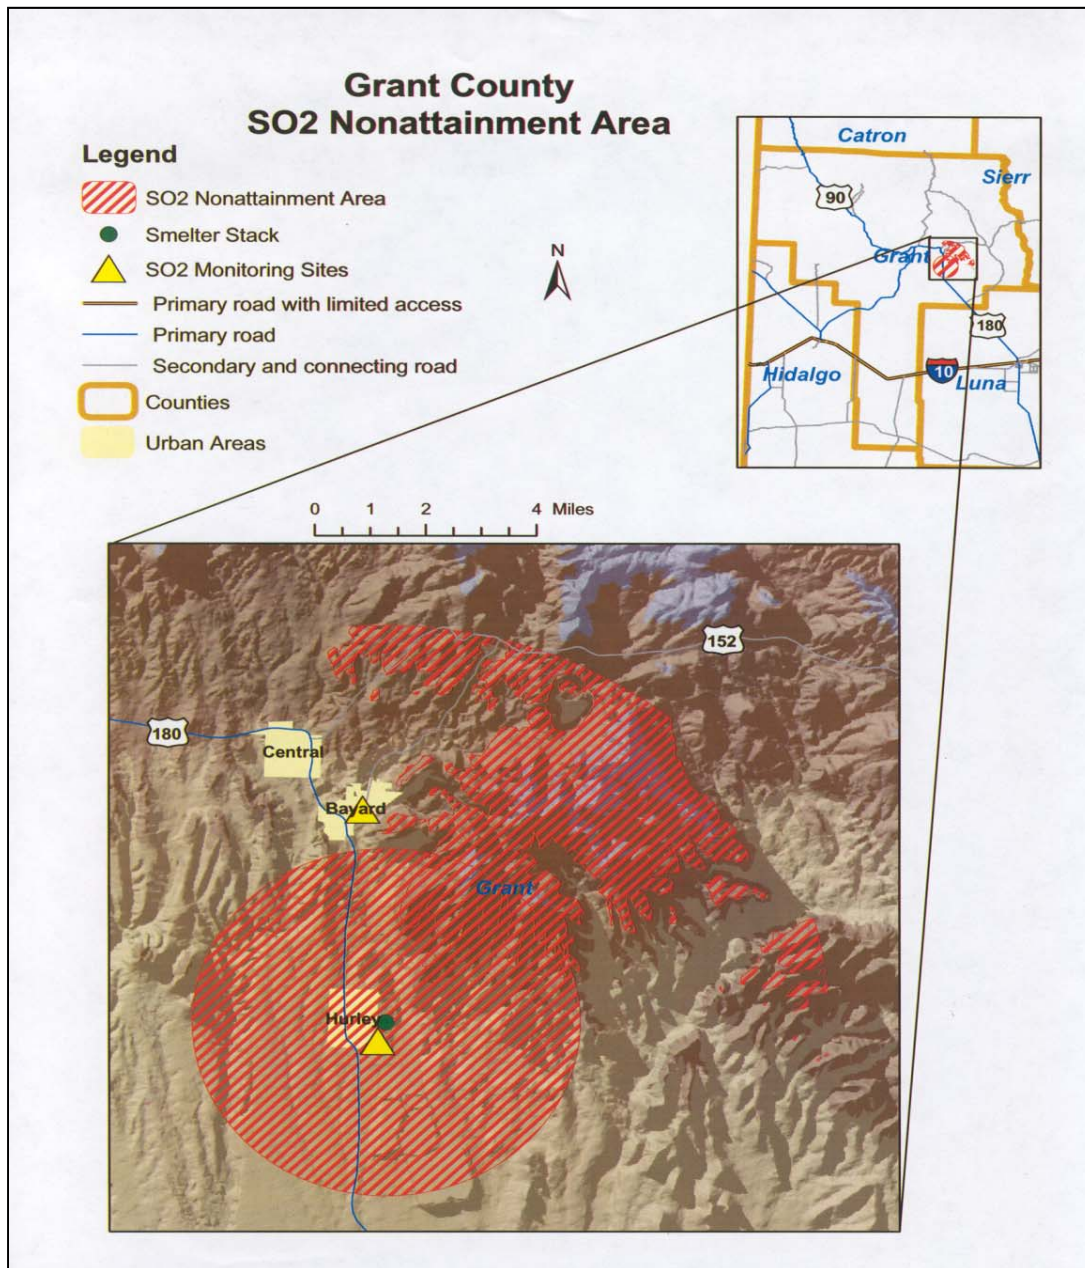 Grant County
SO2 Nonattainment Area
Legend
SO2 Nonattainment Area
Smelter Stack
SO2 Monitoring Sites
Primary road with limited access
Primary road
Secondary and connecting road
Counties
Urban Areas
N
Catron
Sierr
90
Grant
180
10
Hidalgo
Luna
0 1 2 4 Miles
152
180
Central
Bayard
Grant
Hurley